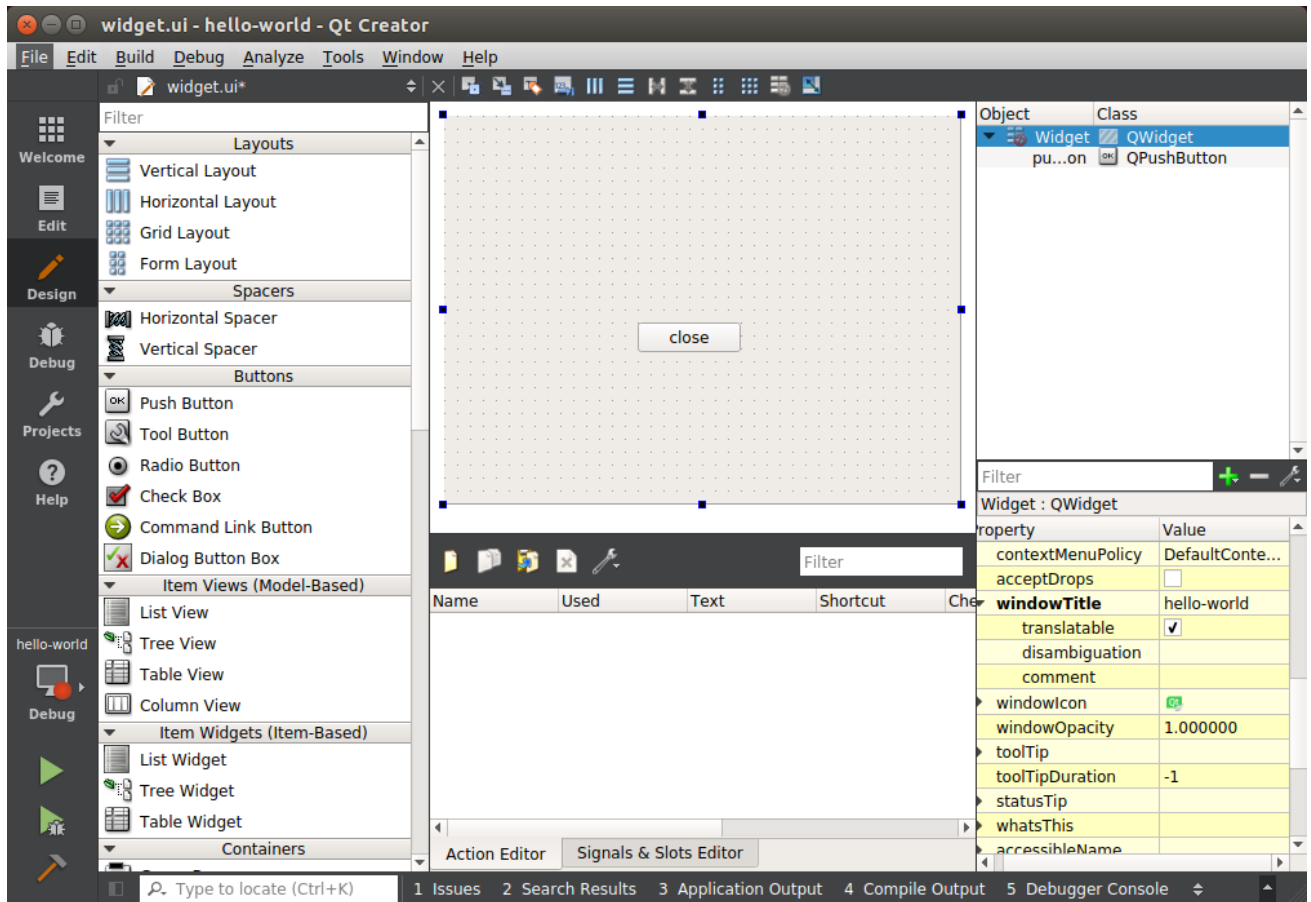 widget.ui - hello-world - Qt Creator
File Edit Build Debug Analyze Tools Window Help
widget.ui*
Welcome
Edit
Design
Debug
Projects
Help
hello-world
Debug
Filter
Layouts
Vertical Layout
Horizontal Layout
Grid Layout
Form Layout
Spacers
Horizontal Spacer
Vertical Spacer
Buttons
OK Push Button
Tool Button
Radio Button
Check Box
Command Link Button
Dialog Button Box
Item Views (Model-Based)
List View
Tree View
Table View
Column View
Item Widgets (Item-Based)
List Widget
Tree Widget
Table Widget
Containers
close
Filter
Name Used Text Shortcut Che
Action Editor Signals & Slots Editor
Object Class
Widget QWidget
pu...on OK QPushButton
Filter
Widget : QWidget
roperty Value
contextMenuPolicy DefaultConte...
acceptDrops
windowTitle hello-world
translatable
disambiguation
comment
windowIcon Qt
windowOpacity 1.000000
toolTip
toolTipDuration -1
statusTip
whatsThis
accessibleName
Type to locate (Ctrl+K) 1 Issues 2 Search Results 3 Application Output 4 Compile Output 5 Debugger Console